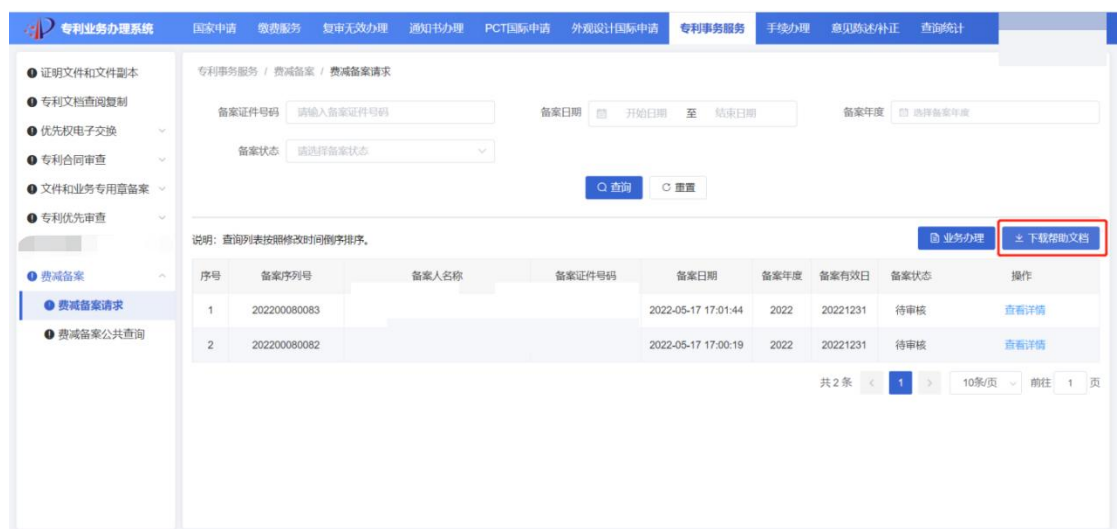 专利业务办理系统 国家申请 缴费服务 复审无效办理 通知书办理 PCT国际申请 外观设计国际申请 专利事务服务 手续办理 意见陈述/补正 查询统计
证明文件和文件副本
专利文档查阅复制
优先权电子交换
专利合同审查
文件和业务专用章备案
专利优先审查
费减备案
费减备案请求
费减备案公共查询
专利事务服务 / 费减备案 / 费减备案请求
备案证件号码 请输入备案证件号码 备案日期 开始日期 至 结束日期 备案年度 选择备案年度
备案状态 请选择备案状态
查询 重置
说明：查询列表按照修改时间倒序排序。 业务办理 下载帮助文档
序号 备案序列号 备案人名称 备案证件号码 备案日期 备案年度 备案有效日 备案状态 操作
1 202200080083 2022-05-17 17:01:44 2022 20221231 待审核 查看详情
2 202200080082 2022-05-17 17:00:19 2022 20221231 待审核 查看详情
共 2 条 < 1 > 10条/页 前往 1 页